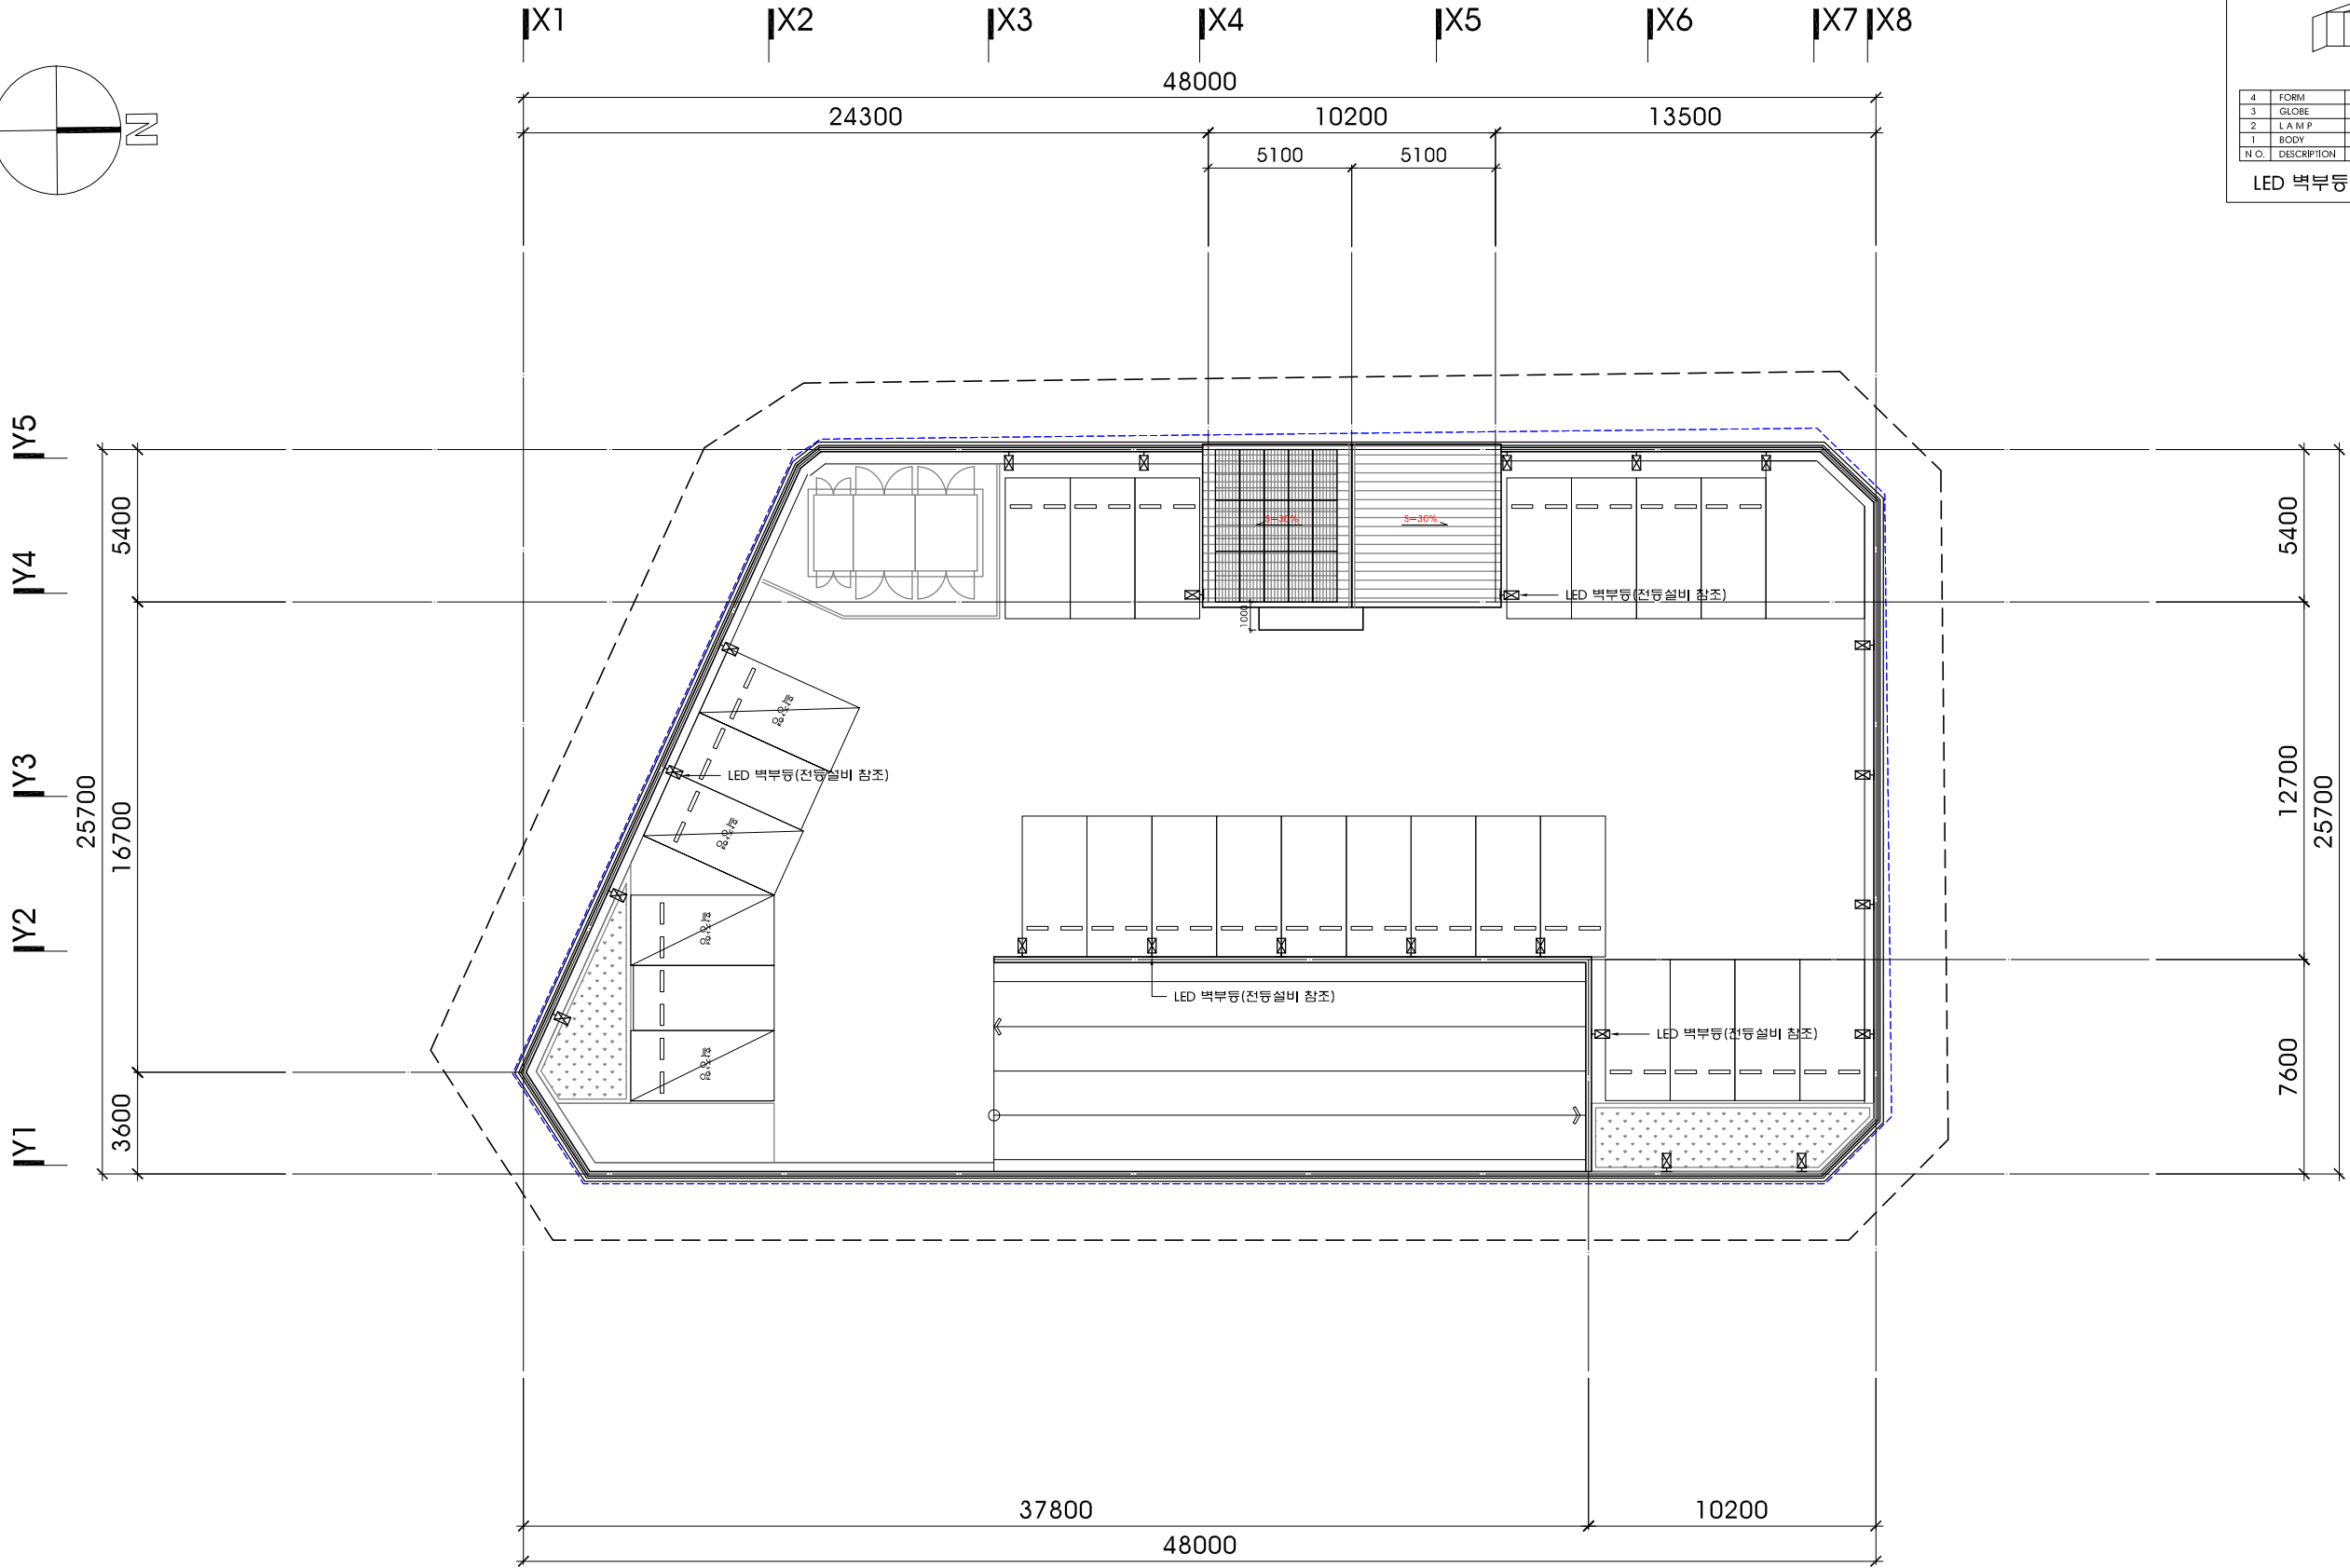 X1
X2
X3
X4
X5
X6
X7
X8
48000
24300
10200
13500
5100
5100
N
4 FORM
3 GLOBE
2 L A M P
1 BODY
N O. DESCRIPTION
LED 벽부등
Y5
Y4
Y3
Y2
Y1
5400
16700
3600
25700
5400
12700
7600
25700
S=30%
S=30%
1000
LED 벽부등(전등설비 참조)
LED 벽부등(전등설비 참조)
LED 벽부등(전등설비 참조)
LED 벽부등(전등설비 참조)
37800
10200
48000